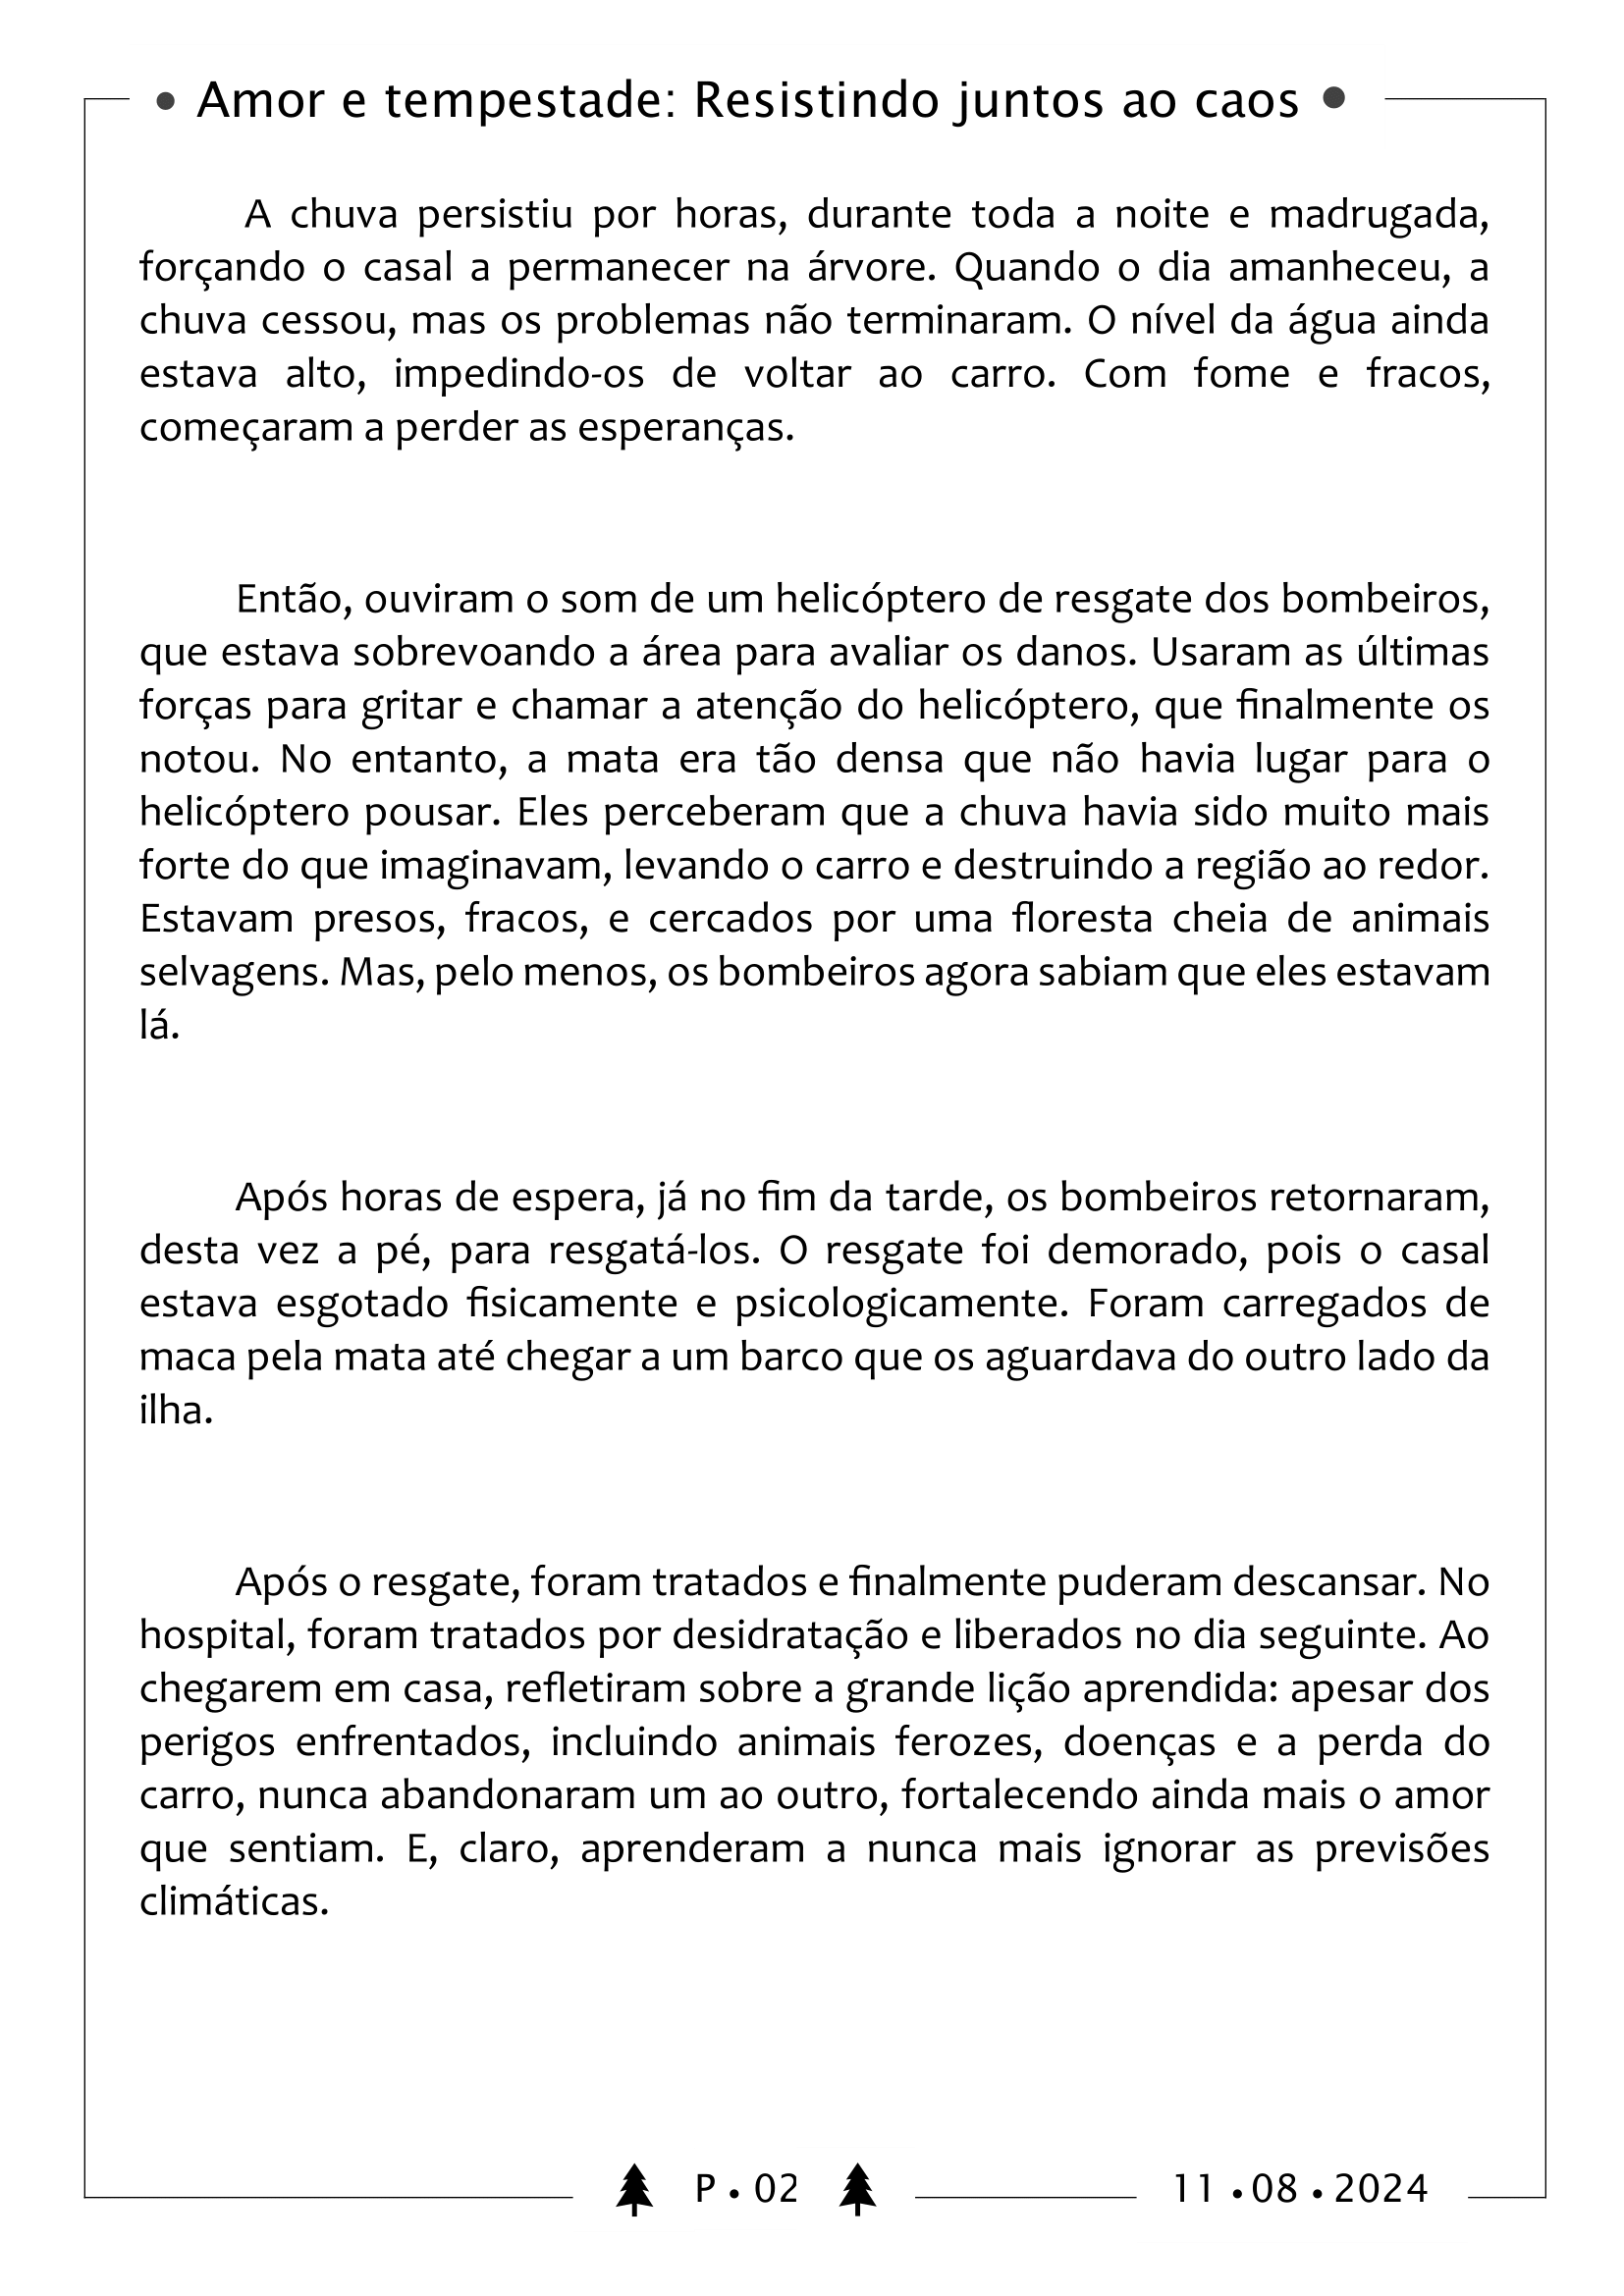 • Amor e tempestade: Resistindo juntos ao caos •
A chuva persistiu por horas, durante toda a noite e madrugada,
forçando o casal a permanecer na árvore. Quando o dia amanheceu, a
chuva cessou, mas os problemas não terminaram. O nível da água ainda
estava alto, impedindo-os de voltar ao carro. Com fome e fracos,
começaram a perder as esperanças.
Então, ouviram o som de um helicóptero de resgate dos bombeiros,
que estava sobrevoando a área para avaliar os danos. Usaram as últimas
forças para gritar e chamar a atenção do helicóptero, que finalmente os
notou. No entanto, a mata era tão densa que não havia lugar para o
helicóptero pousar. Eles perceberam que a chuva havia sido muito mais
forte do que imaginavam, levando o carro e destruindo a região ao redor.
Estavam presos, fracos, e cercados por uma floresta cheia de animais
selvagens. Mas, pelo menos, os bombeiros agora sabiam que eles estavam
lá.
Após horas de espera, já no fim da tarde, os bombeiros retornaram,
desta vez a pé, para resgatá-los. O resgate foi demorado, pois o casal
estava esgotado fisicamente e psicologicamente. Foram carregados de
maca pela mata até chegar a um barco que os aguardava do outro lado da
ilha.
Após o resgate, foram tratados e finalmente puderam descansar. No
hospital, foram tratados por desidratação e liberados no dia seguinte. Ao
chegarem em casa, refletiram sobre a grande lição aprendida: apesar dos
perigos enfrentados, incluindo animais ferozes, doenças e a perda do
carro, nunca abandonaram um ao outro, fortalecendo ainda mais o amor
que sentiam. E, claro, aprenderam a nunca mais ignorar as previsões
climáticas.
P • 02 11 • 08 • 2024